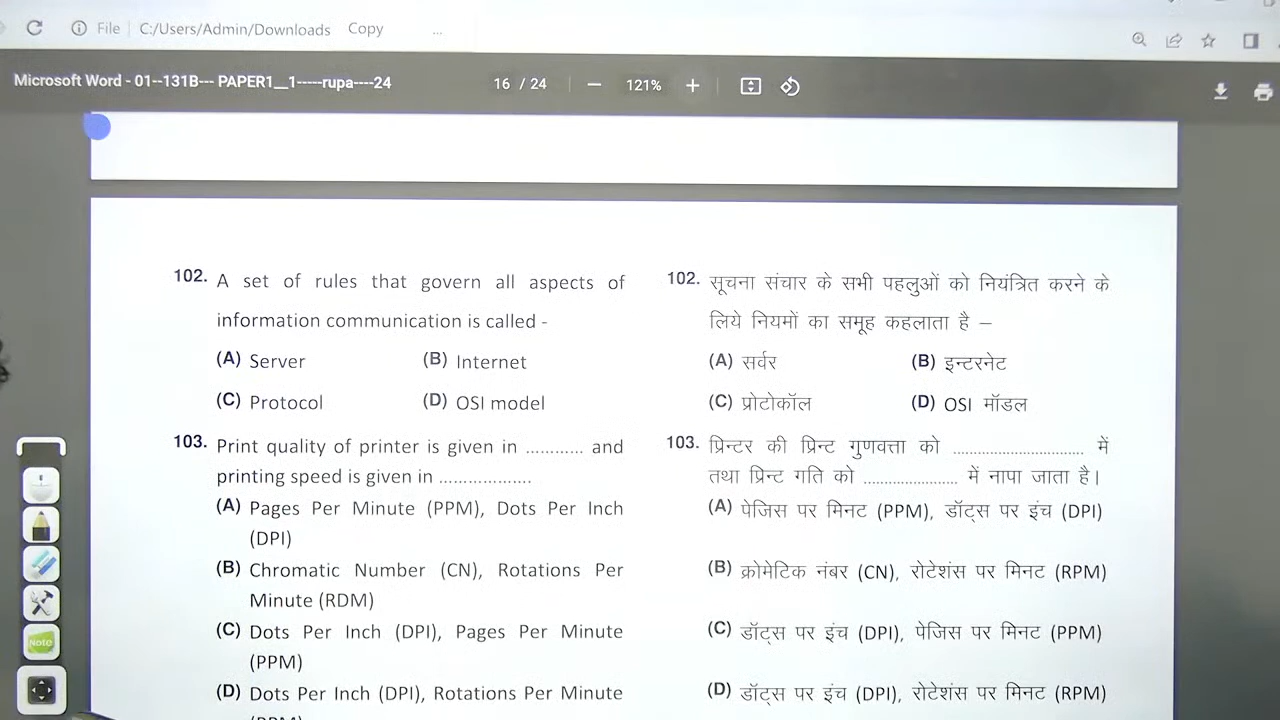 File C:/Users/Admin/Downloads Copy ...
Microsoft Word - 01--131B--- PAPER1__1-----rupa----24 16 / 24 121%
102. A set of rules that govern all aspects of
information communication is called -
(A) Server (B) Internet
(C) Protocol (D) OSI model
103. Print quality of printer is given in ............ and
printing speed is given in ...................
(A) Pages Per Minute (PPM), Dots Per Inch
(DPI)
(B) Chromatic Number (CN), Rotations Per
Minute (RDM)
(C) Dots Per Inch (DPI), Pages Per Minute
(PPM)
(D) Dots Per Inch (DPI), Rotations Per Minute
(RPM)
102. सूचना संचार के सभी पहलुओं को नियंत्रित करने के
लिये नियमों का समूह कहलाता है –
(A) सर्वर (B) इन्टरनेट
(C) प्रोटोकॉल (D) OSI मॉडल
103. प्रिन्टर की प्रिन्ट गुणवत्ता को ............................... में
तथा प्रिन्ट गति को ....................... में नापा जाता है।
(A) पेजिस पर मिनट (PPM), डॉट्स पर इंच (DPI)
(B) क्रोमेटिक नंबर (CN), रोटेशंस पर मिनट (RPM)
(C) डॉट्स पर इंच (DPI), पेजिस पर मिनट (PPM)
(D) डॉट्स पर इंच (DPI), रोटेशंस पर मिनट (RPM)
Note